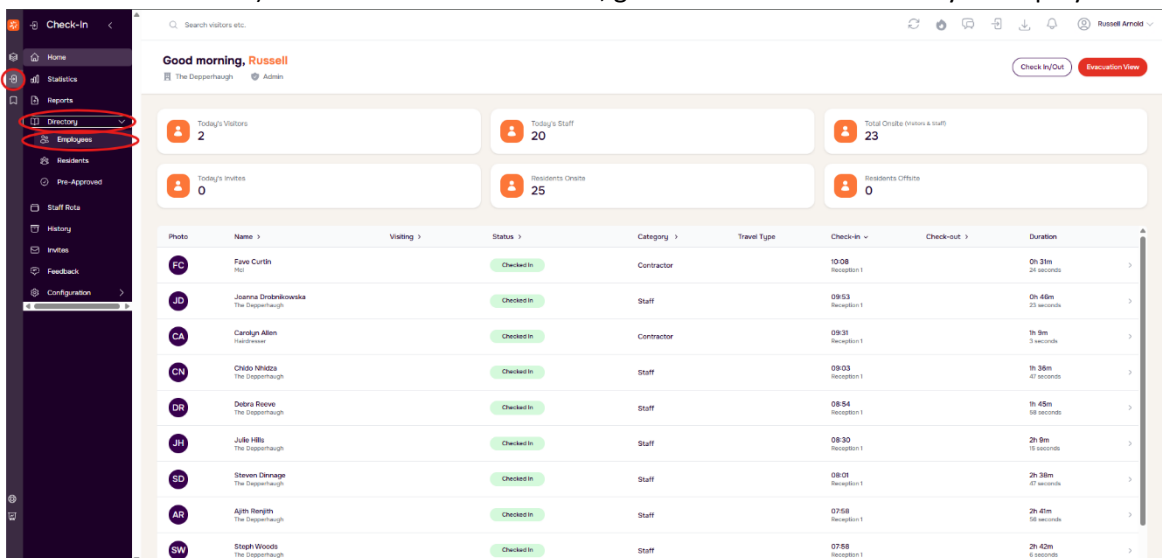 Check-In
Search visitors etc.
Russell Arnold
Home
Statistics
Reports
Directory
Employees
Residents
Pre-Approved
Staff Rota
History
Invites
Feedback
Configuration
Good morning, Russell
The Depperhaugh Admin
Check In/Out Evacuation View
Today's Visitors
2
Today's Staff
20
Total Onsite (Visitors & Staff)
23
Today's Invites
0
Residents Onsite
25
Residents Offsite
0
Photo Name Visiting Status Category Travel Type Check-in Check-out Duration
FC Faye Curtin Checked In Contractor 10:08 0h 31m
Mcl Reception 1 24 seconds
JD Joanna Drobnikowska Checked In Staff 09:53 0h 46m
The Depperhaugh Reception 1 23 seconds
CA Carolyn Allen Checked In Contractor 09:31 1h 9m
Hairdresser Reception 1 3 seconds
CN Chido Nhidza Checked In Staff 09:03 1h 36m
The Depperhaugh Reception 1 47 seconds
DR Debra Reeve Checked In Staff 08:54 1h 45m
The Depperhaugh Reception 1 58 seconds
JH Julie Hills Checked In Staff 08:30 2h 9m
The Depperhaugh Reception 1 15 seconds
SD Steven Dinnage Checked In Staff 08:01 2h 38m
The Depperhaugh Reception 1 47 seconds
AR Ajith Renjith Checked In Staff 07:58 2h 41m
The Depperhaugh Reception 1 56 seconds
SW Steph Woods Checked In Staff 07:58 2h 42m
The Depperhaugh Reception 1 6 seconds